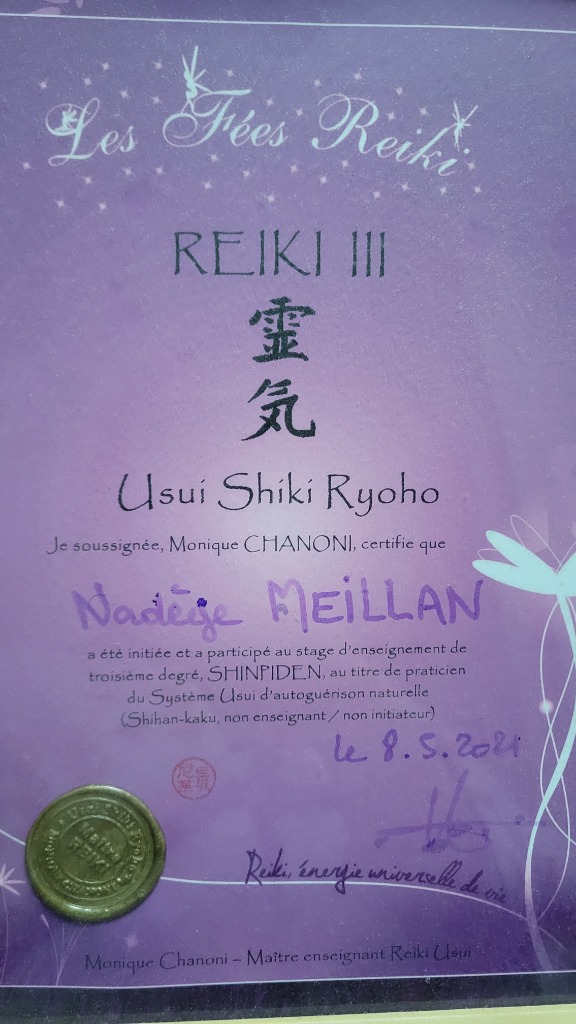 Les Fées Reiki
REIKI III
靈
気
Usui Shiki Ryoho
Je soussignée, Monique CHANONI, certifie que
Nadège MEILLAN
a été initiée et a participé au stage d'enseignement de
troisième degré, SHINPIDEN, au titre de praticien
du Système Usui d'autoguérison naturelle
(Shihan-kaku, non enseignant / non initiateur)
le 8.5.2021
REIKI
Reiki, énergie universelle de vie
Monique Chanoni – Maître enseignant Reiki Usui